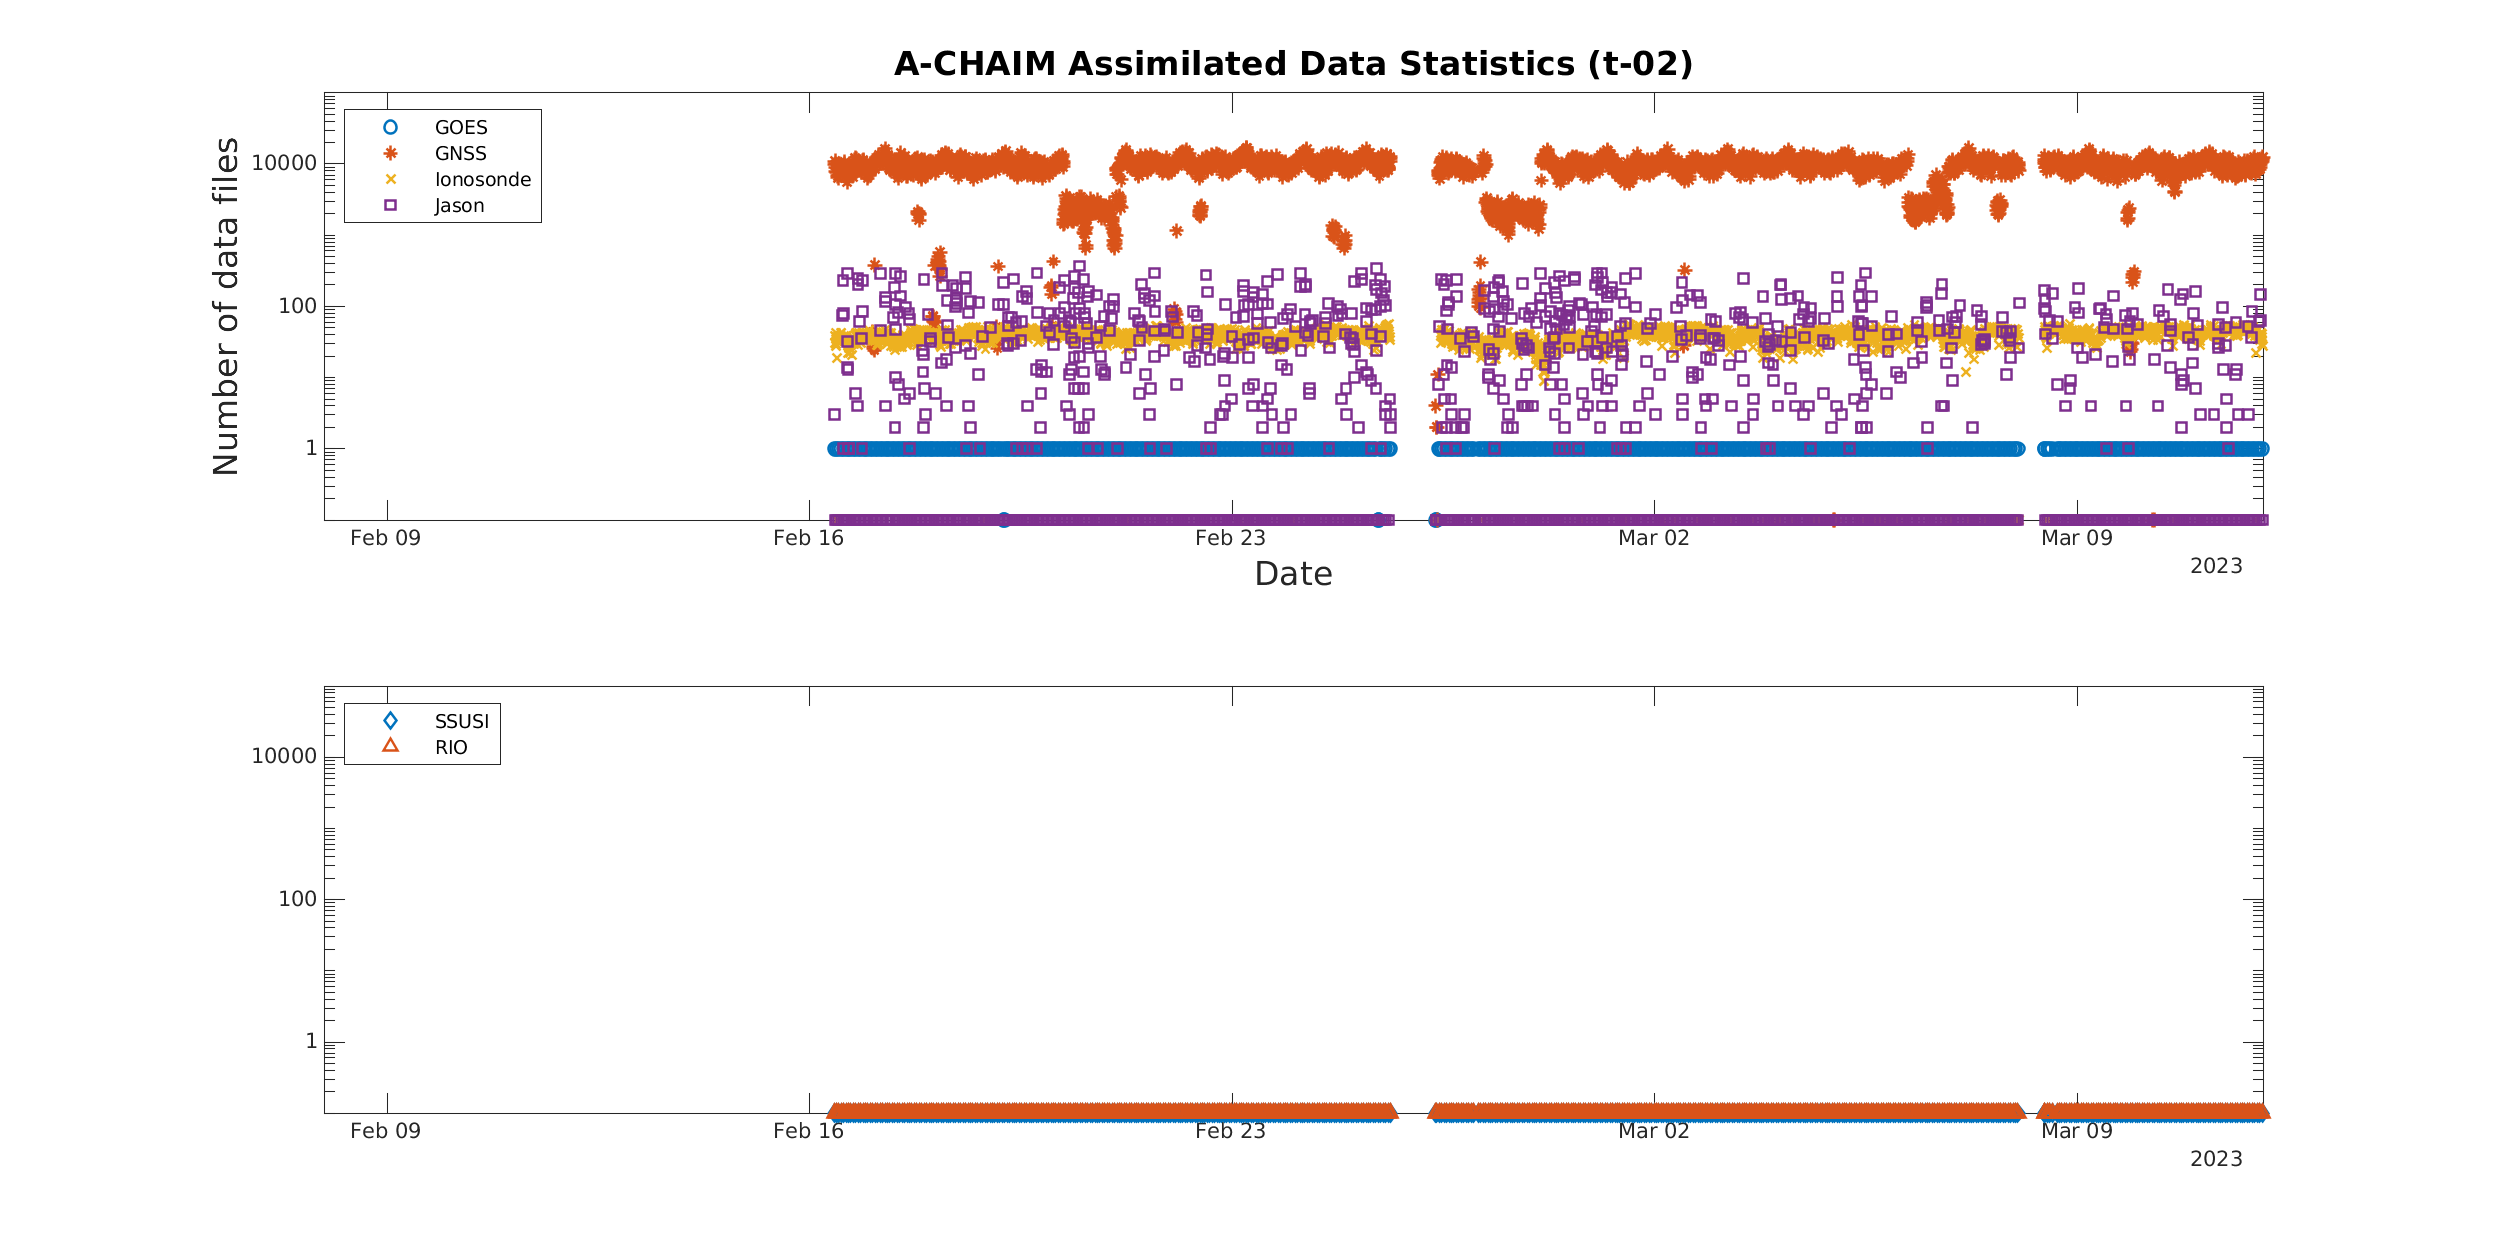 A-CHAIM Assimilated Data Statistics (t-02)
GOES
GNSS
Ionosonde
Jason
Number of data files
10000
100
1
Feb 09
Feb 16
Feb 23
Mar 02
Mar 09
2023
Date
SSUSI
RIO
10000
100
1
Feb 09
Feb 16
Feb 23
Mar 02
Mar 09
2023